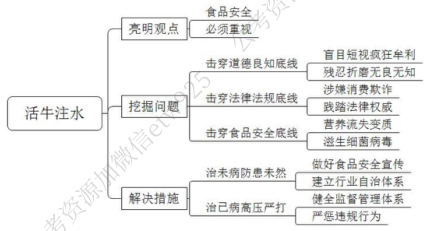 活牛注水
亮明观点
食品安全
必须重视
挖掘问题
击穿道德良知底线
盲目短视疯狂牟利
残忍折磨无良无知
击穿法律法规底线
涉嫌消费欺诈
践踏法律权威
击穿食品安全底线
营养流失变质
滋生细菌病毒
解决措施
治未病防患未然
做好食品安全宣传
建立行业自治体系
治已病高压严打
健全监督管理体系
严惩违规行为